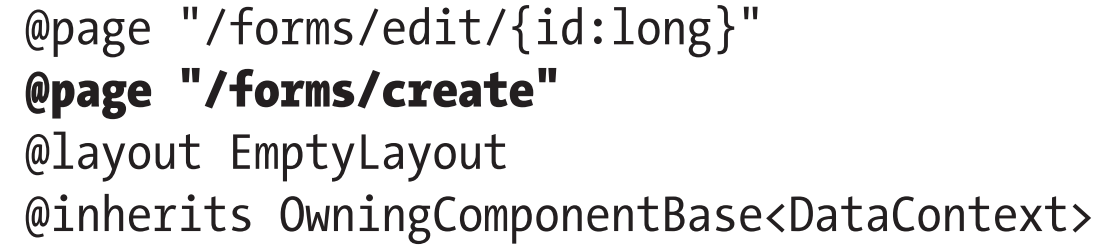 @page "/forms/edit/{id:long}"
@page "/forms/create"
@layout EmptyLayout
@inherits OwningComponentBase<DataContext>